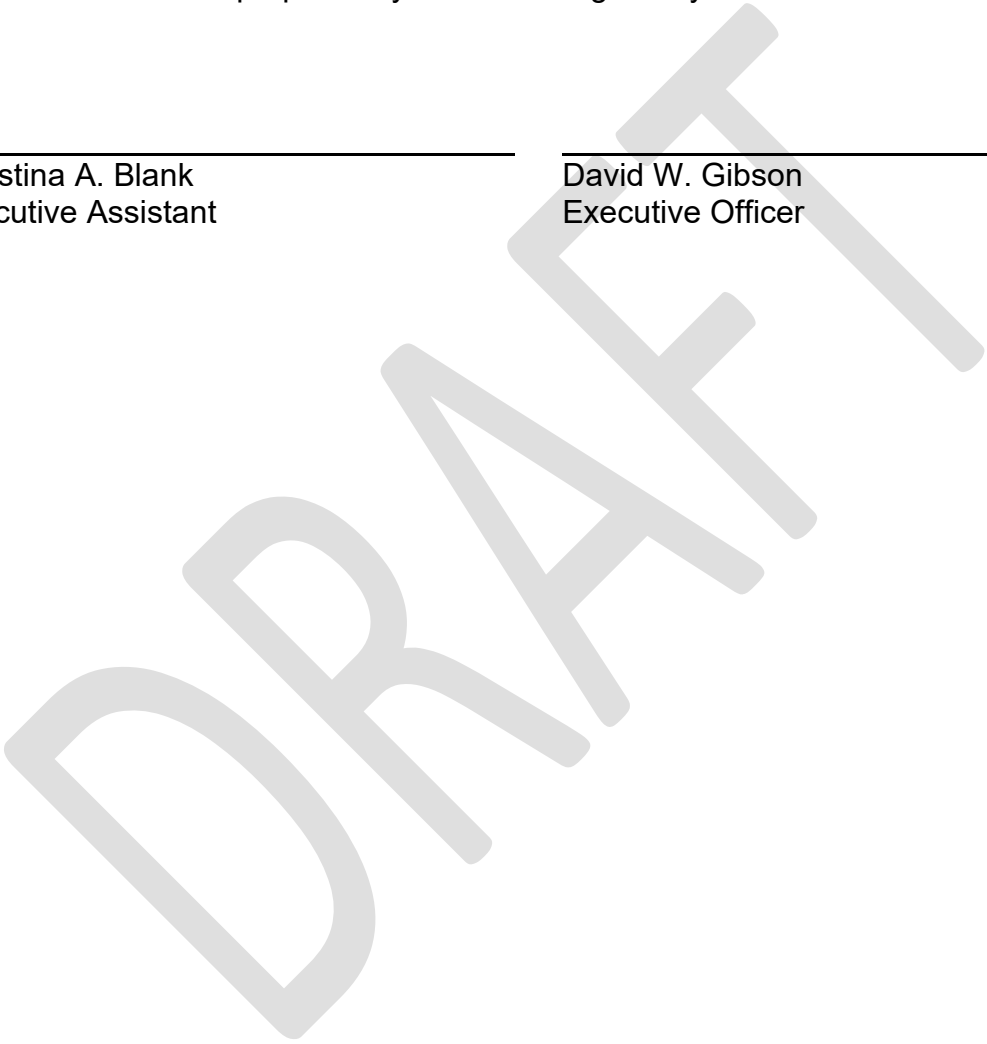 stina A. Blank
cutive Assistant
David W. Gibson
Executive Officer
DRAFT